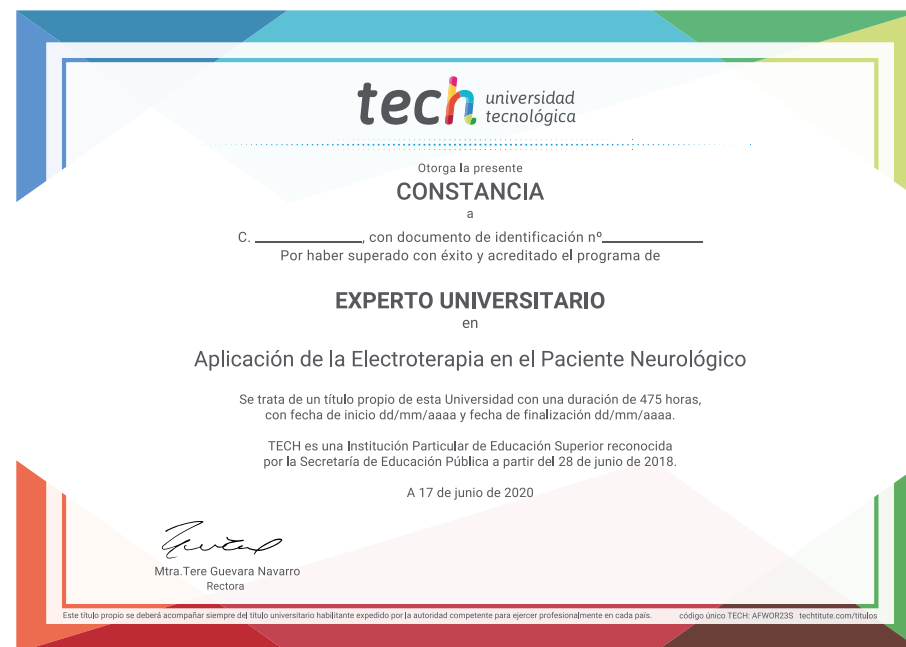 tech universidad
tecnológica
Otorga la presente
CONSTANCIA
a
C. ____________, con documento de identificación nº____________
Por haber superado con éxito y acreditado el programa de
EXPERTO UNIVERSITARIO
en
Aplicación de la Electroterapia en el Paciente Neurológico
Se trata de un título propio de esta Universidad con una duración de 475 horas,
con fecha de inicio dd/mm/aaaa y fecha de finalización dd/mm/aaaa.
TECH es una Institución Particular de Educación Superior reconocida
por la Secretaría de Educación Pública a partir del 28 de junio de 2018.
A 17 de junio de 2020
Mtra.Tere Guevara Navarro
Rectora
Este título propio se deberá acompañar siempre del título universitario habilitante expedido por la autoridad competente para ejercer profesionalmente en cada país. código único TECH: AFWOR23S techtitute.com/titulos